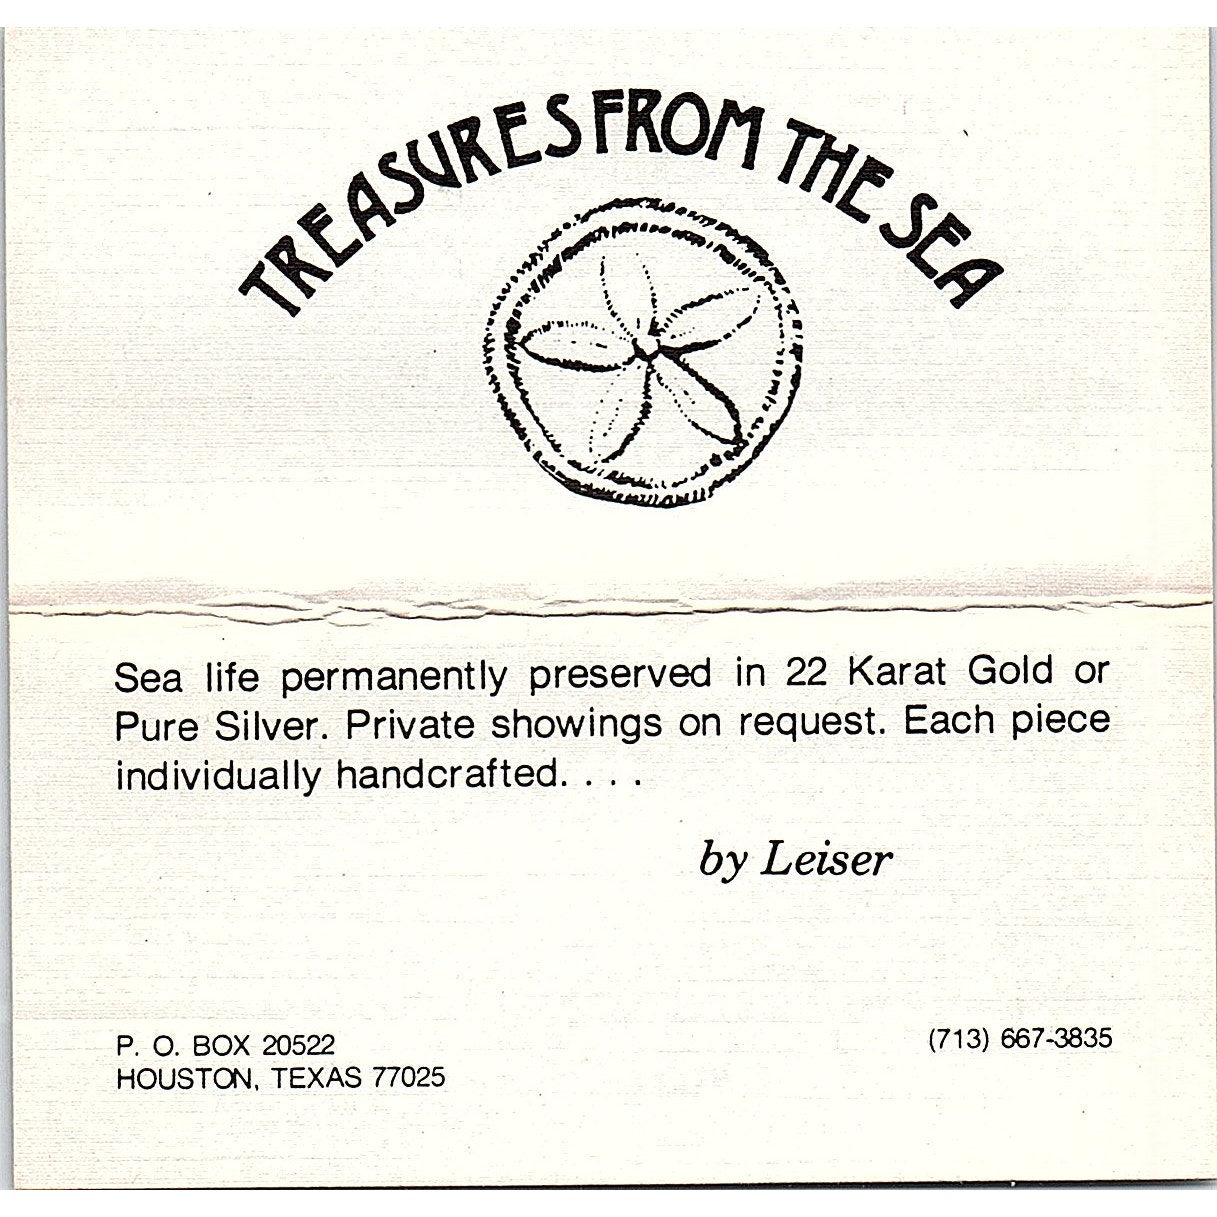 TREASURES FROM THE SEA
Sea life permanently preserved in 22 Karat Gold or
Pure Silver. Private showings on request. Each piece
individually handcrafted. . . .
by Leiser
P. O. BOX 20522
HOUSTON, TEXAS 77025
(713) 667-3835